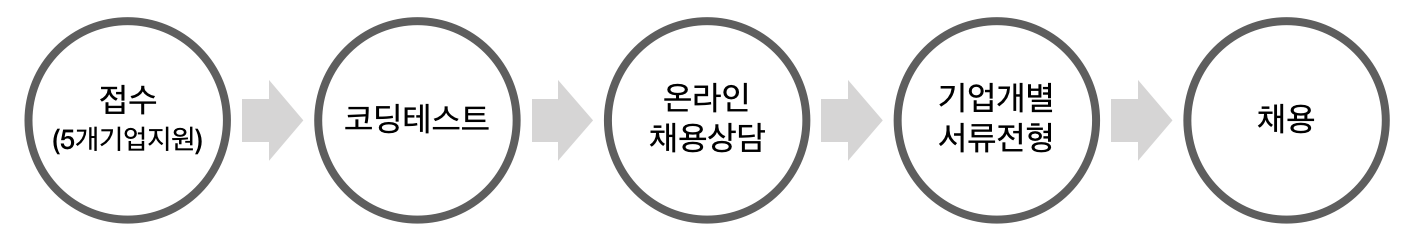 접수
(5개기업지원)
코딩테스트
온라인
채용상담
기업개별
서류전형
채용